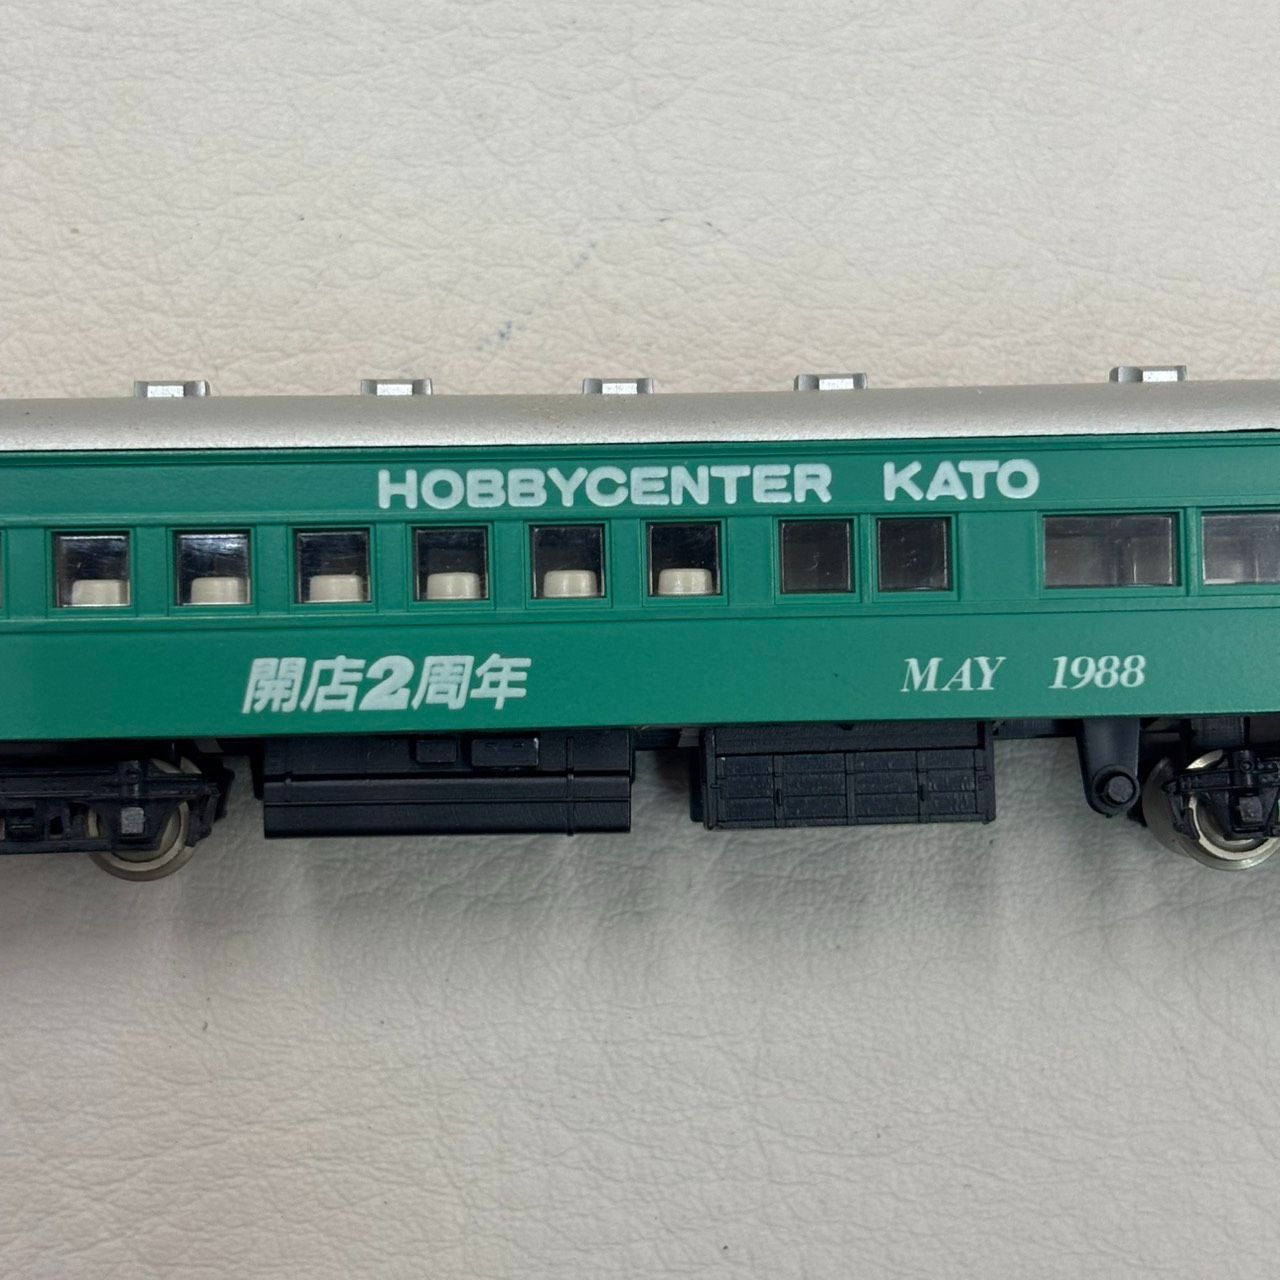 HOBBYCENTER KATO
開店2周年
MAY 1988